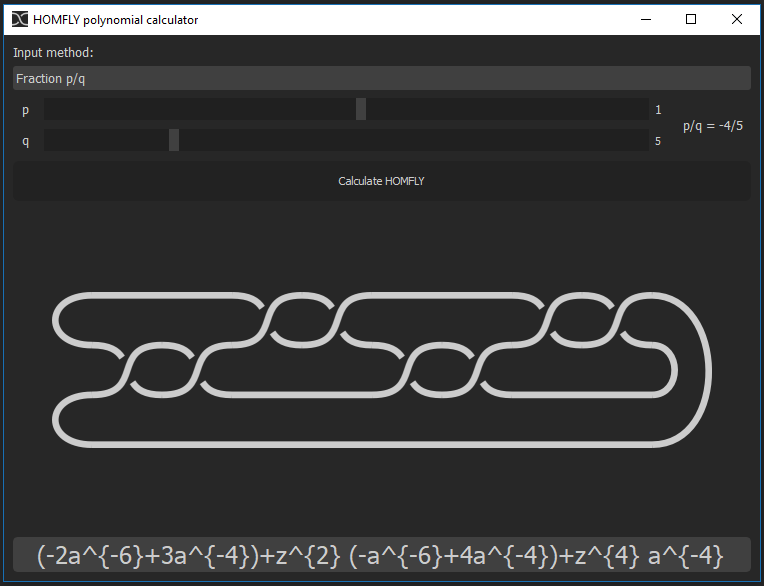 HOMFLY polynomial calculator
Input method:
Fraction p/q
p 1
p/q = -4/5
q 5
Calculate HOMFLY
(-2a^{-6}+3a^{-4})+z^{2} (-a^{-6}+4a^{-4})+z^{4} a^{-4}